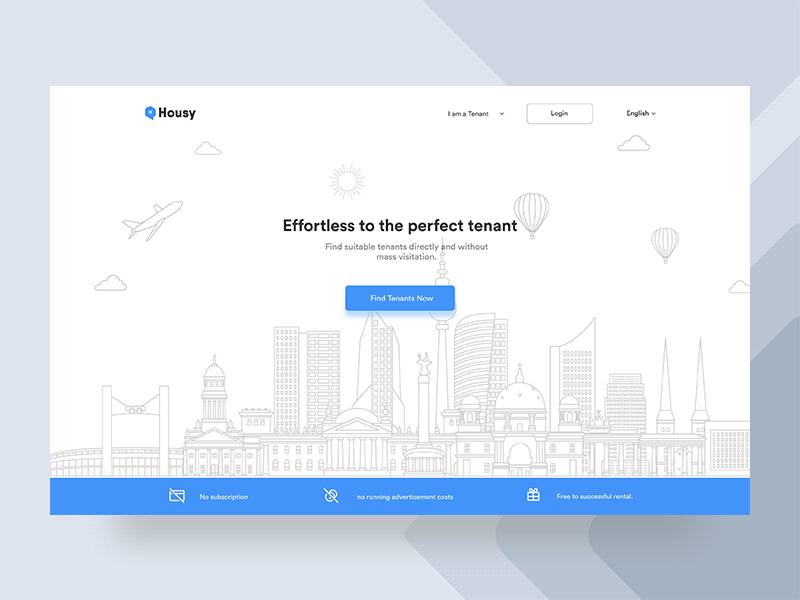 Housy
I am a Tenant
Login
English
Effortless to the perfect tenant
Find suitable tenants directly and without
mass visitation.
Find Tenants Now
No subscription
no running advertisement costs
Free to successful rental.